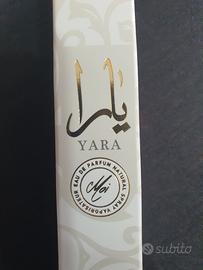 يارا
YARA
EAU DE PARFUM NATURAL SPRAY VAPORISATEUR
Moi
subito